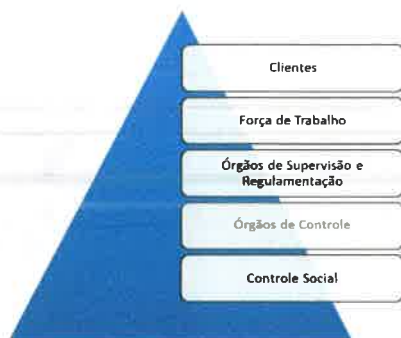 Clientes
Força de Trabalho
Órgãos de Supervisão e
Regulamentação
Órgãos de Controle
Controle Social